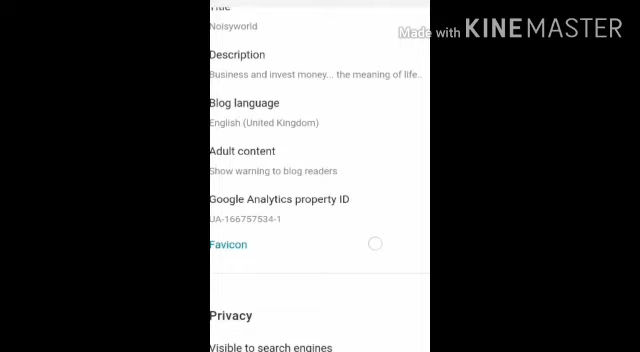 Title
Noisyworld
Made with KINEMASTER
Description
Business and invest money... the meaning of life..
Blog language
English (United Kingdom)
Adult content
Show warning to blog readers
Google Analytics property ID
UA-166757534-1
Favicon
Privacy
Visible to search engines